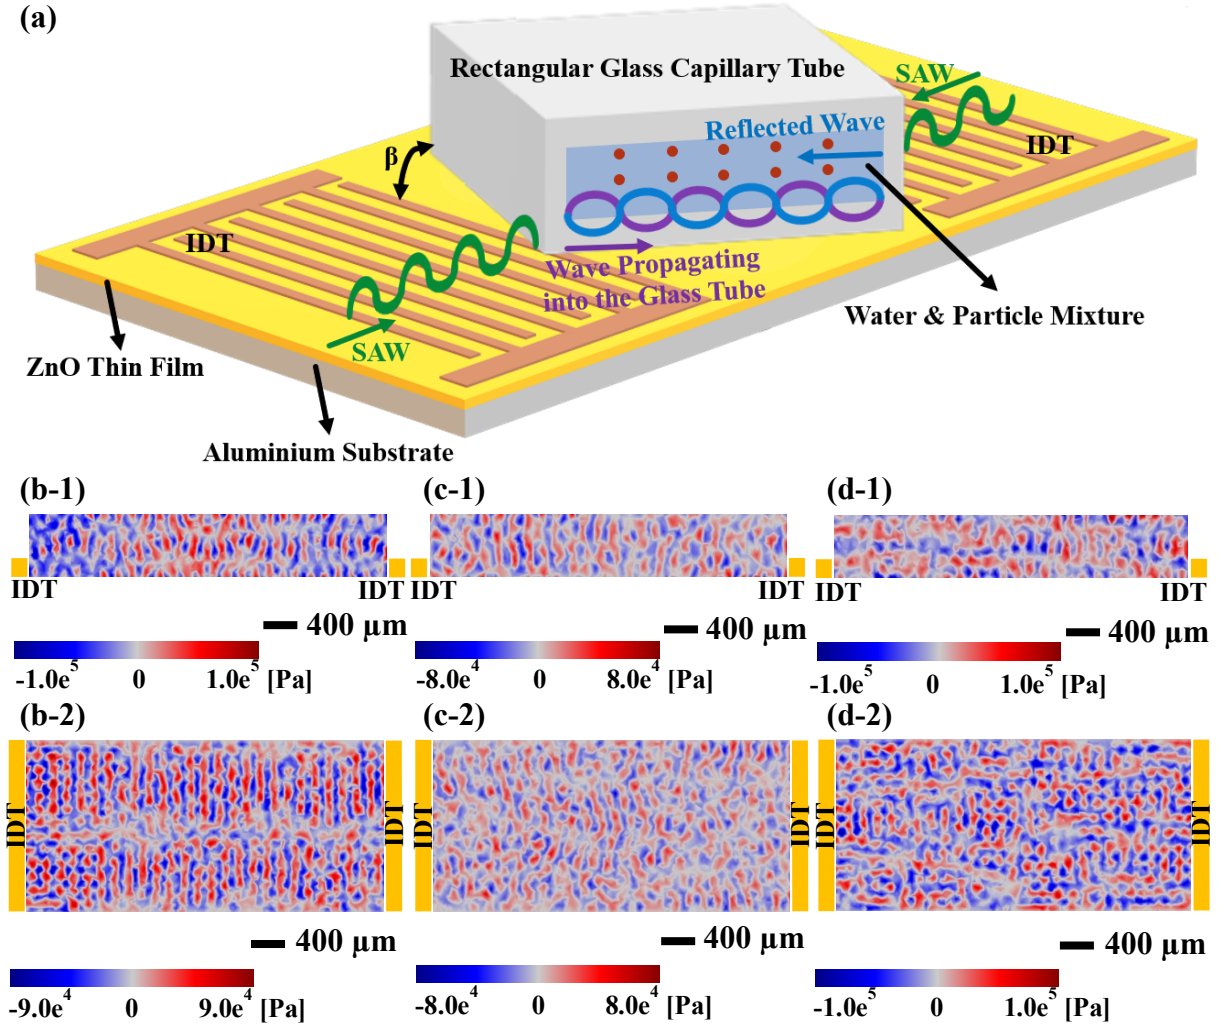 (a)
Rectangular Glass Capillary Tube
SAW
Reflected Wave
IDT
β
IDT
Wave Propagating
into the Glass Tube
Water & Particle Mixture
SAW
ZnO Thin Film
Aluminium Substrate
(b-1)
(c-1)
(d-1)
IDT
IDT
IDT
IDT
IDT
IDT
400 µm
400 µm
400 µm
-1.0e⁵ 0 1.0e⁵ [Pa]
-8.0e⁴ 0 8.0e⁴ [Pa]
-1.0e⁵ 0 1.0e⁵ [Pa]
(b-2)
(c-2)
(d-2)
IDT
IDT
IDT
IDT
IDT
IDT
400 µm
400 µm
400 µm
-9.0e⁴ 0 9.0e⁴ [Pa]
-8.0e⁴ 0 8.0e⁴ [Pa]
-1.0e⁵ 0 1.0e⁵ [Pa]